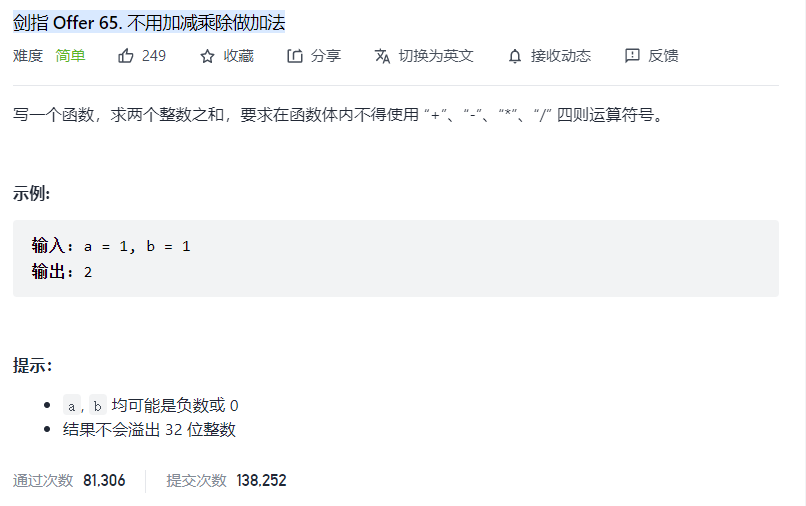 剑指 Offer 65. 不用加减乘除做加法
难度 简单 249 收藏 分享 切换为英文 接收动态 反馈
写一个函数，求两个整数之和，要求在函数体内不得使用 “+”、“-”、“*”、“/” 四则运算符号。
示例:
输入: a = 1, b = 1
输出: 2
提示：
a, b 均可能是负数或 0
结果不会溢出 32 位整数
通过次数 81,306 提交次数 138,252